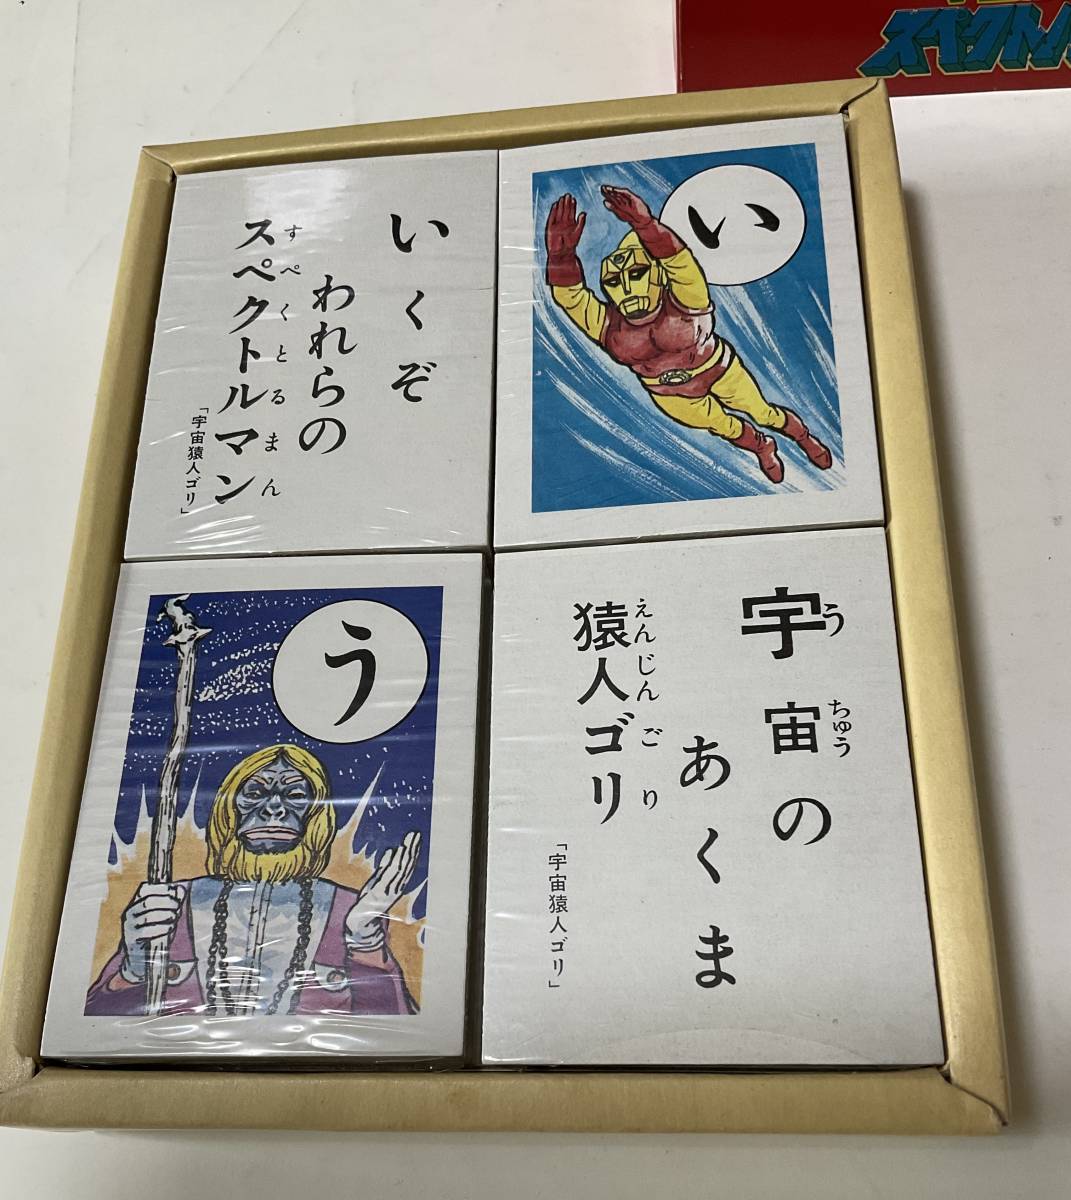 スペクトル
いくぞ
われらの
スペクトルマン
すぺくとるまん
「宇宙猿人ゴリ」
い
う
宇宙の
う ちゅう
あくま
猿人ゴリ
えんじん ごり
「宇宙猿人ゴリ」